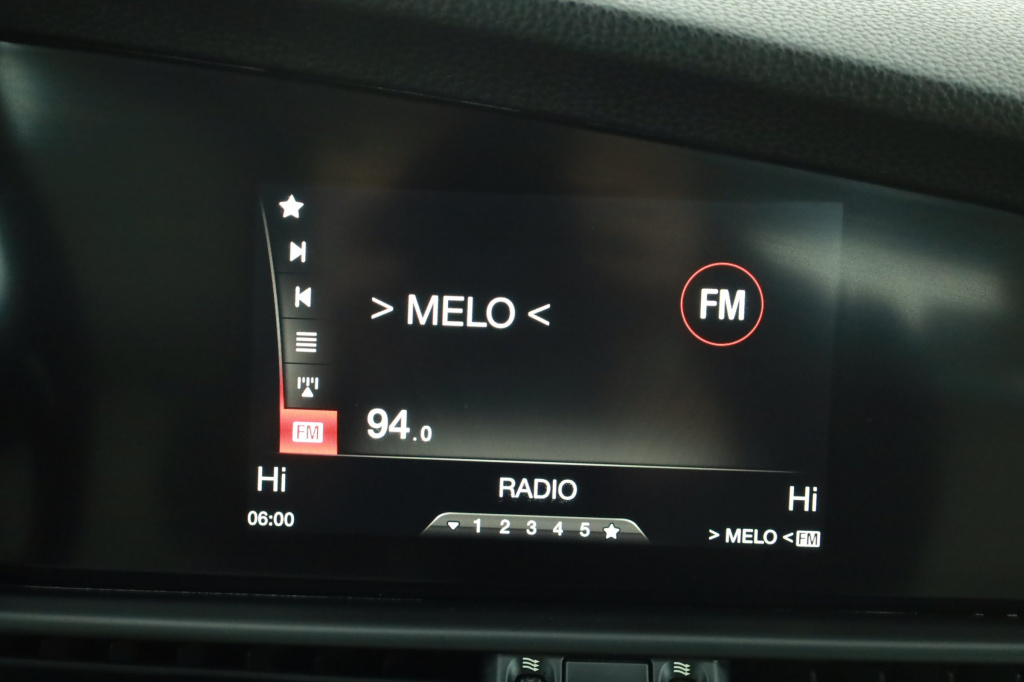 > MELO <
FM
94.0
FM
Hi
RADIO
Hi
06:00
1 2 3 4 5
> MELO < FM